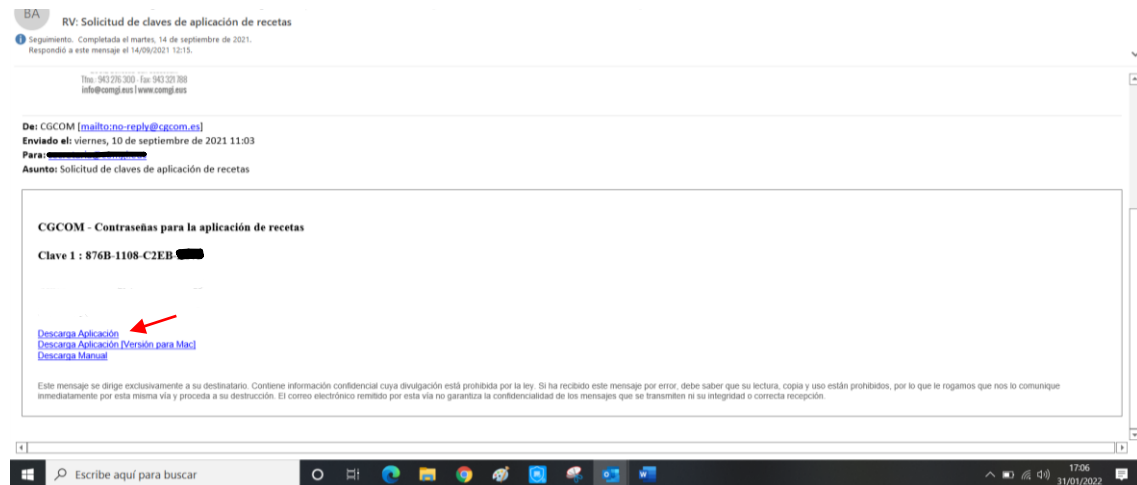 BA
RV: Solicitud de claves de aplicación de recetas
Seguimiento. Completada el martes, 14 de septiembre de 2021.
Respondió a este mensaje el 14/09/2021 12:15.
Tfno.: 943 276 300 · Fax: 943 321 788
info@comgi.eus | www.comgi.eus
De: CGCOM [mailto:no-reply@cgcom.es]
Enviado el: viernes, 10 de septiembre de 2021 11:03
Para:
Asunto: Solicitud de claves de aplicación de recetas
CGCOM - Contraseñas para la aplicación de recetas
Clave 1 : 876B-1108-C2EB-
Descarga Aplicación
Descarga Aplicación [Versión para Mac]
Descarga Manual
Este mensaje se dirige exclusivamente a su destinatario. Contiene información confidencial cuya divulgación está prohibida por la ley. Si ha recibido este mensaje por error, debe saber que su lectura, copia y uso están prohibidos, por lo que le rogamos que nos lo comunique
inmediatamente por esta misma vía y proceda a su destrucción. El correo electrónico remitido por esta vía no garantiza la confidencialidad de los mensajes que se transmiten ni su integridad o correcta recepción.
Escribe aquí para buscar
17:06
31/01/2022